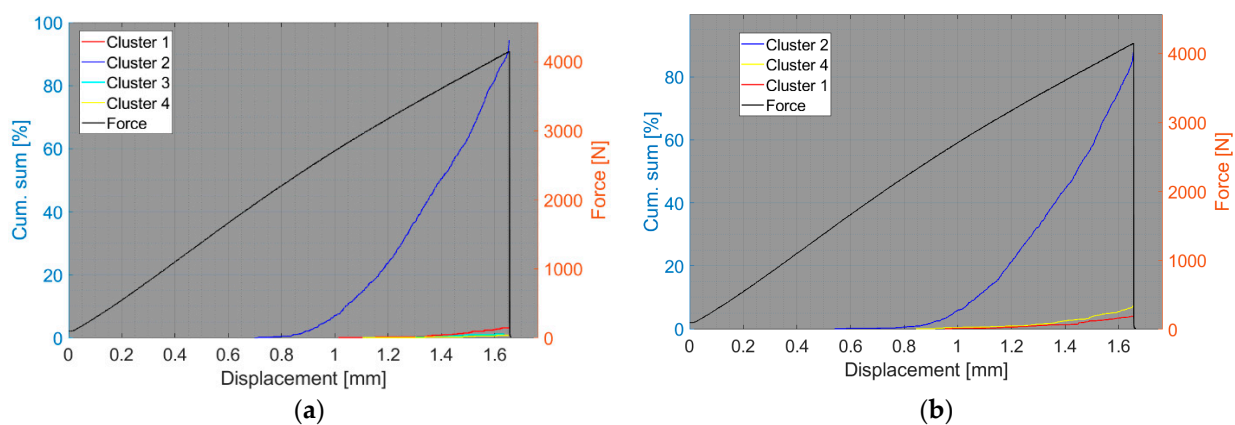 100
80
60
40
20
0
Cum. sum [%]
Cluster 1
Cluster 2
Cluster 3
Cluster 4
Force
4000
3000
2000
1000
0
Force [N]
0 0.2 0.4 0.6 0.8 1 1.2 1.4 1.6
Displacement [mm]
(a)
80
60
40
20
0
Cum. sum [%]
Cluster 2
Cluster 4
Cluster 1
Force
4000
3000
2000
1000
0
Force [N]
0 0.2 0.4 0.6 0.8 1 1.2 1.4 1.6
Displacement [mm]
(b)